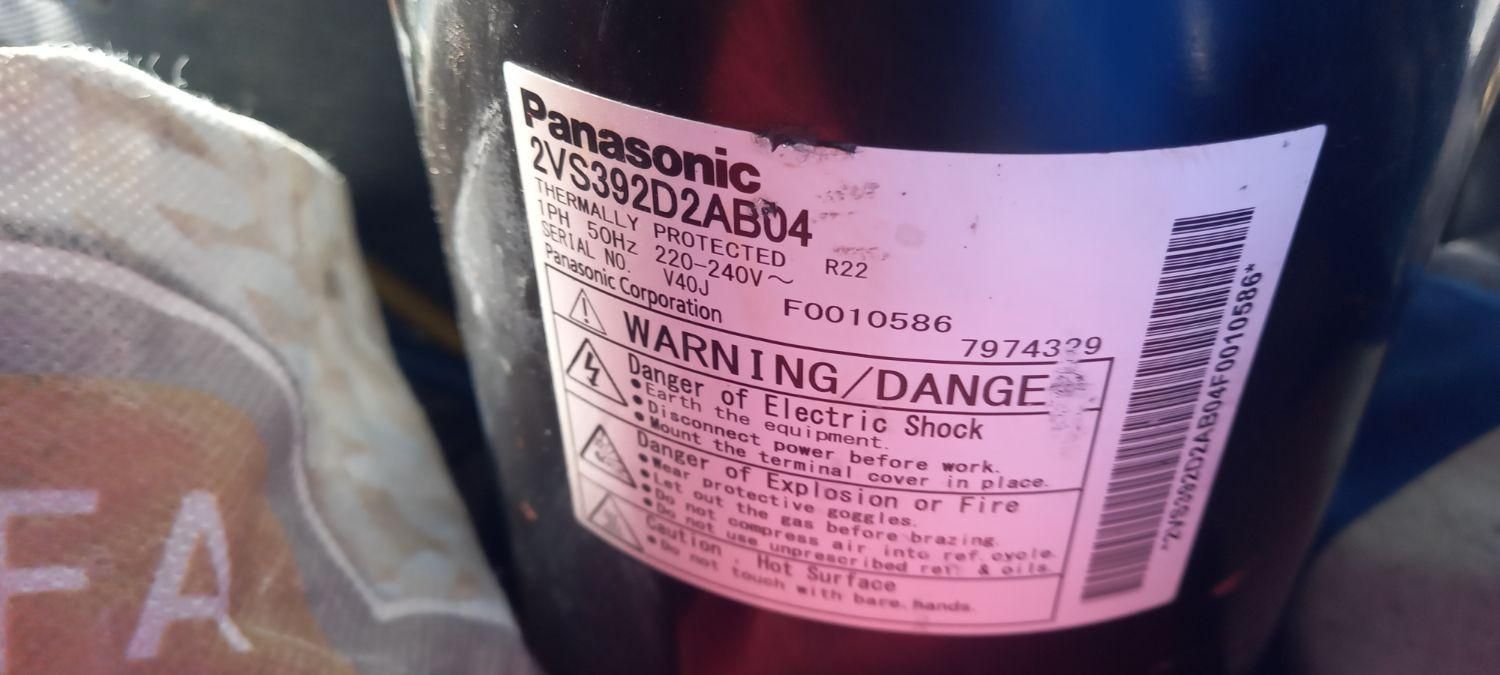 Panasonic
2VS392D2AB04
THERMALLY PROTECTED R22
1PH 50Hz 220-240V~
SERIAL NO. V40J F0010586
Panasonic Corporation
WARNING/DANGE
Danger of Electric Shock
• Earth the equipment.
• Disconnect power before work.
• Mount the terminal cover in place.
Danger of Explosion or Fire
• Wear protective goggles.
• Let out the gas before brazing.
• Do not compress air into ref. cycle.
• Do not use unprescribed ref. & oils.
Caution. Hot Surface
• Do not touch with bare hands.
*2VS392D2AB04F0010586*
FA